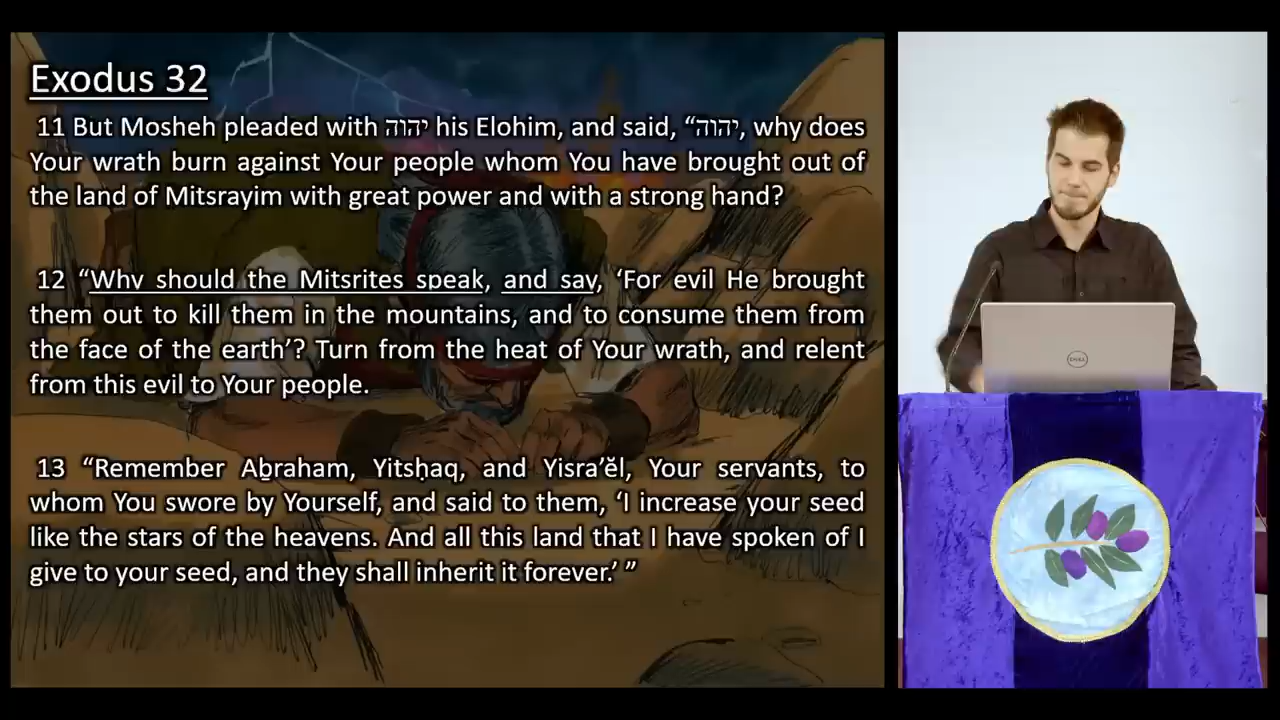 Exodus 32
11 But Mosheh pleaded with יהוה his Elohim, and said, “יהוה, why does
Your wrath burn against Your people whom You have brought out of
the land of Mitsrayim with great power and with a strong hand?
12 “Why should the Mitsrites speak, and say, ‘For evil He brought
them out to kill them in the mountains, and to consume them from
the face of the earth’? Turn from the heat of Your wrath, and relent
from this evil to Your people.
13 “Remember Aḇraham, Yitsḥaq, and Yisra’ĕl, Your servants, to
whom You swore by Yourself, and said to them, ‘I increase your seed
like the stars of the heavens. And all this land that I have spoken of I
give to your seed, and they shall inherit it forever.’ ”
DELL